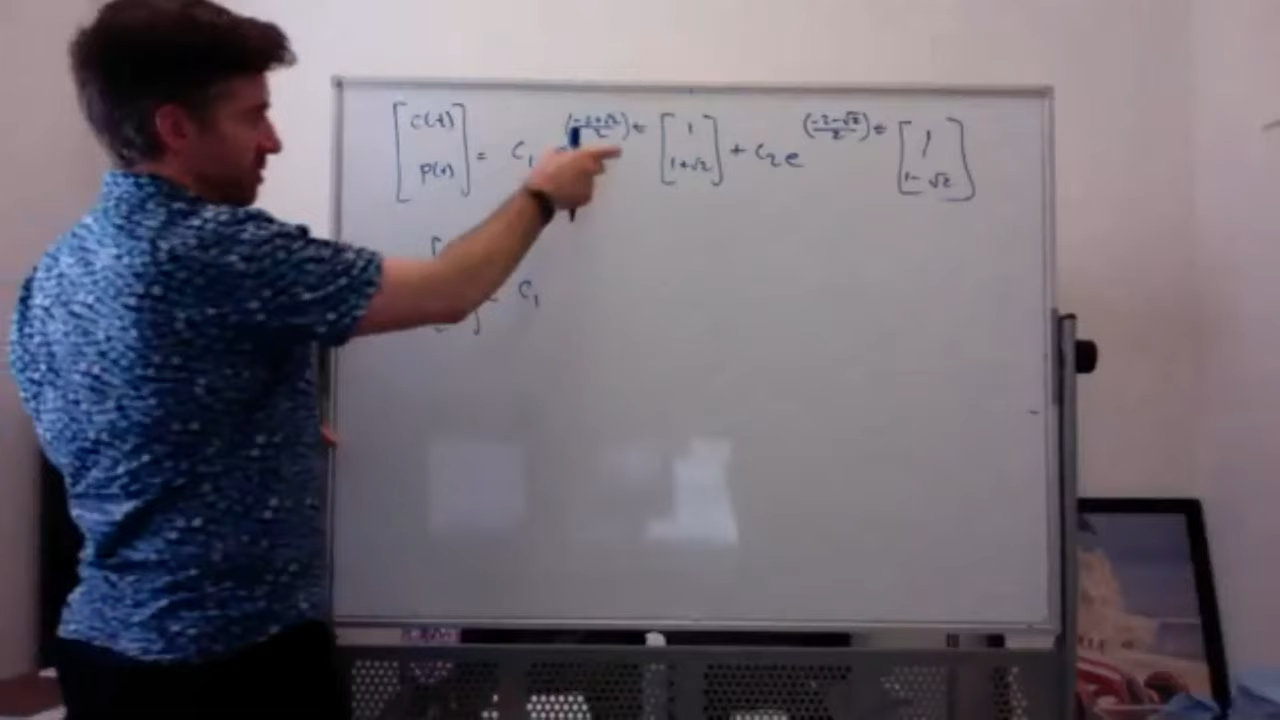 [c(t) p(t)] = c₁ e^((-2+√2)/2)t [1 1+√2] + c₂e^((-2-√2)/2)t [1 1-√2]
= c₁